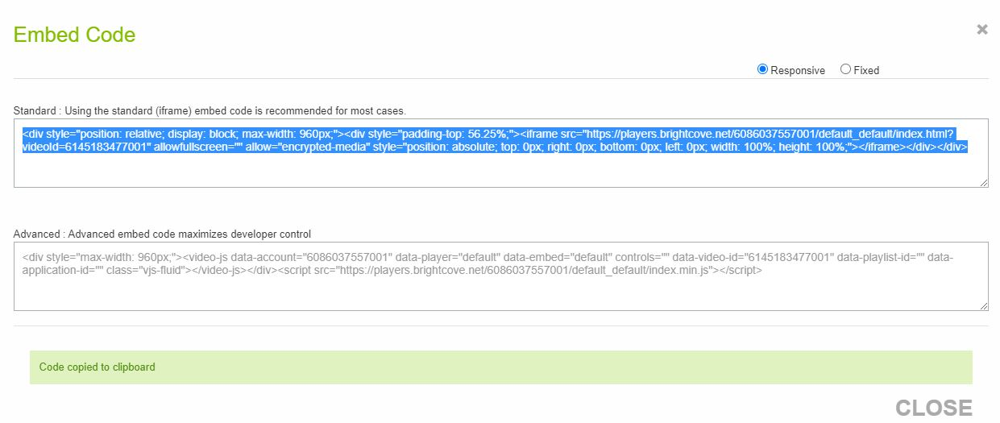 Embed Code
×
Responsive Fixed
Standard : Using the standard (iframe) embed code is recommended for most cases.
<div style="position: relative; display: block; max-width: 960px;"><div style="padding-top: 56.25%;"><iframe src="https://players.brightcove.net/6086037557001/default_default/index.html?
videoId=6145183477001" allowfullscreen="" allow="encrypted-media" style="position: absolute; top: 0px; right: 0px; bottom: 0px; left: 0px; width: 100%; height: 100%;"></iframe></div></div>
Advanced : Advanced embed code maximizes developer control
<div style="max-width: 960px;"><video-js data-account="6086037557001" data-player="default" data-embed="default" controls="" data-video-id="6145183477001" data-playlist-id="" data-
application-id="" class="vjs-fluid"></video-js></div><script src="https://players.brightcove.net/6086037557001/default_default/index.min.js"></script>
Code copied to clipboard
CLOSE